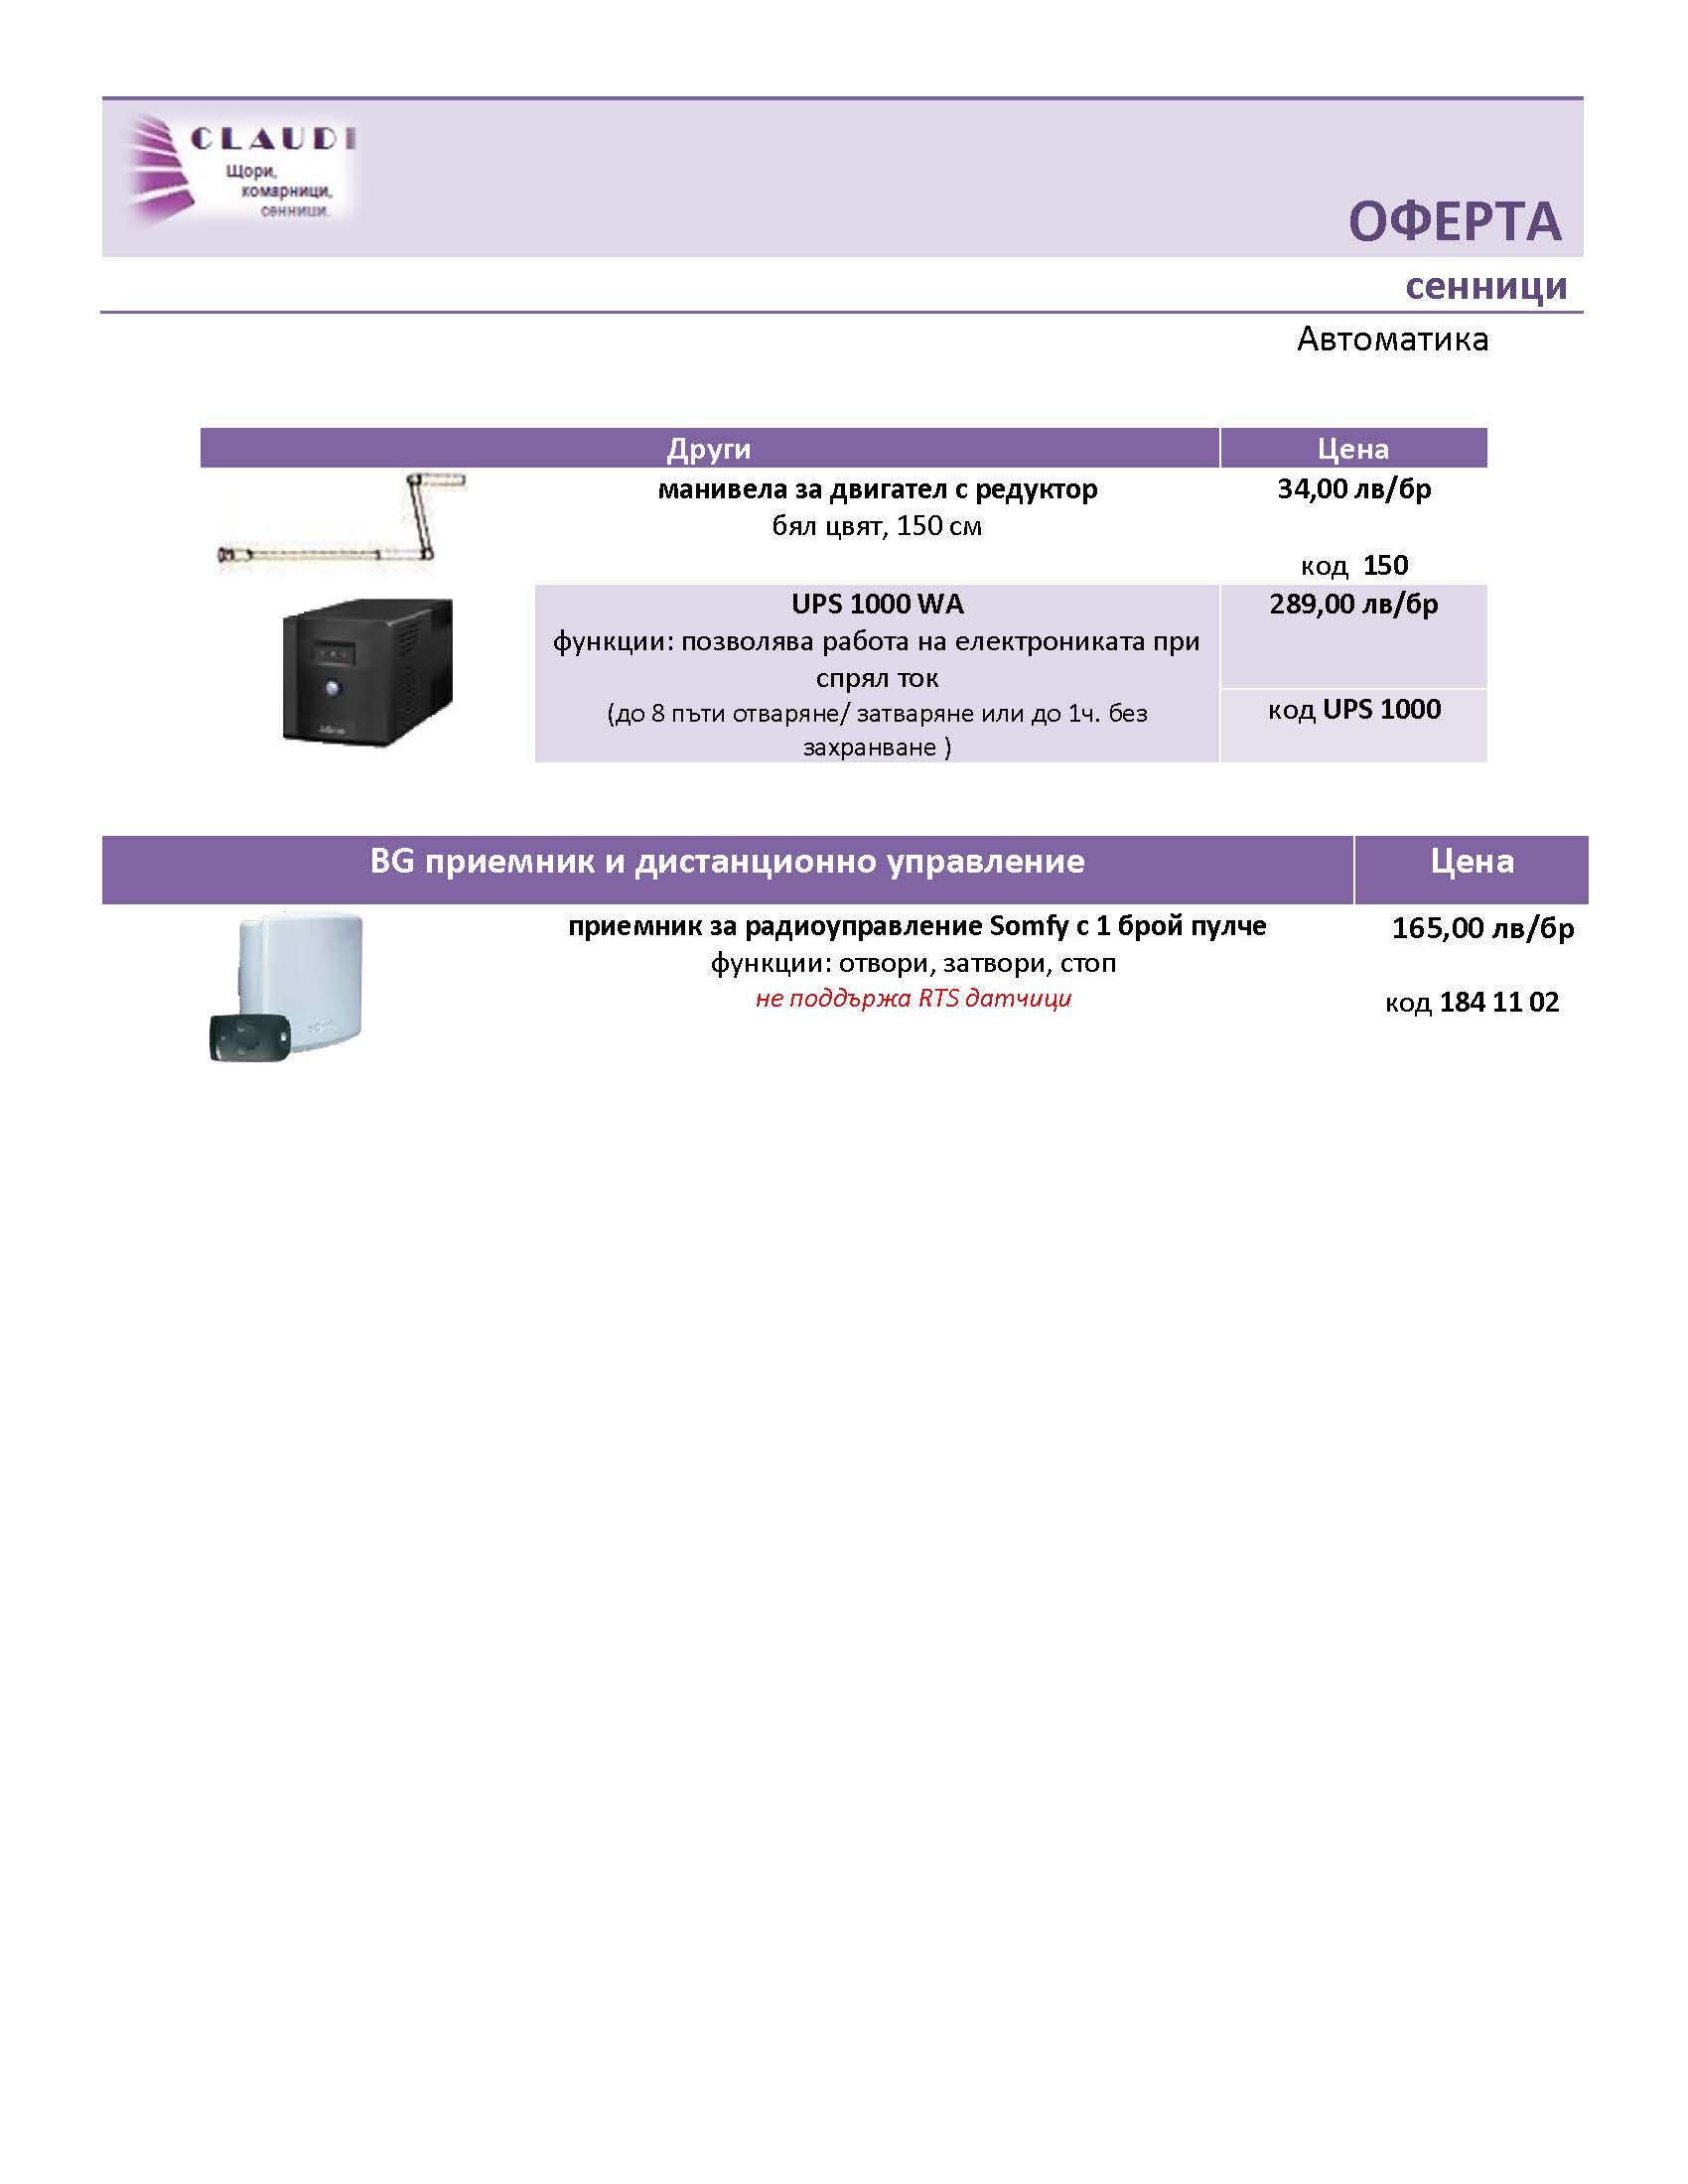 CLAUDI
Щори,
комарници,
сенници.
ОФЕРТА
сенници
Автоматика
Други Цена
манивела за двигател с редуктор 34,00 лв/бр
бял цвят, 150 см
код 150
UPS 1000 WA 289,00 лв/бр
функции: позволява работа на електрониката при
спрял ток
(до 8 пъти отваряне/ затваряне или до 1ч. без код UPS 1000
захранване )
BG приемник и дистанционно управление Цена
приемник за радиоуправление Somfy с 1 брой пулче 165,00 лв/бр
функции: отвори, затвори, стоп
не поддържа RTS датчици код 184 11 02